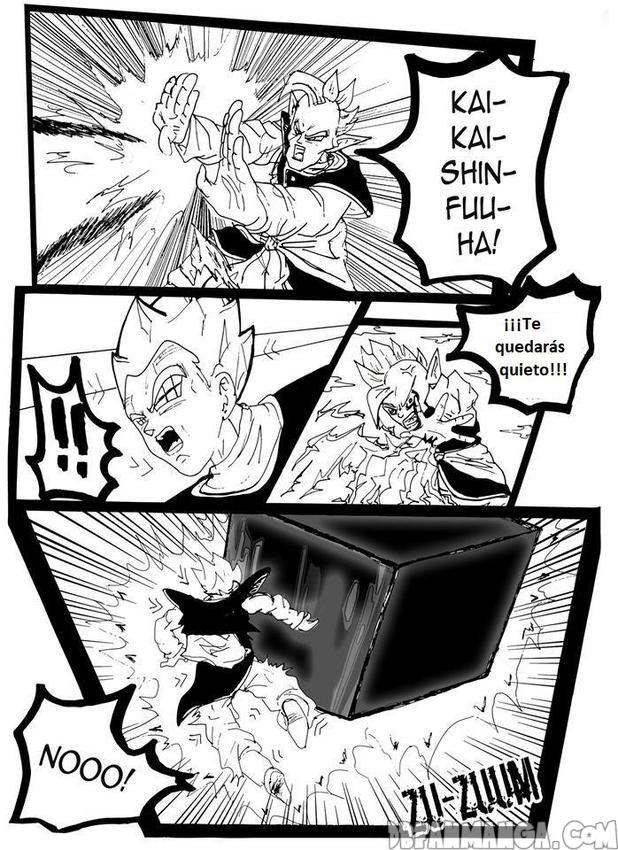 KAI-
KAI-
SHIN-
FUU-
HA!
¡¡¡Te
quedarás
quieto!!!
!!
NOOO!
ZU-ZUUM
DBFANMANGA.COM